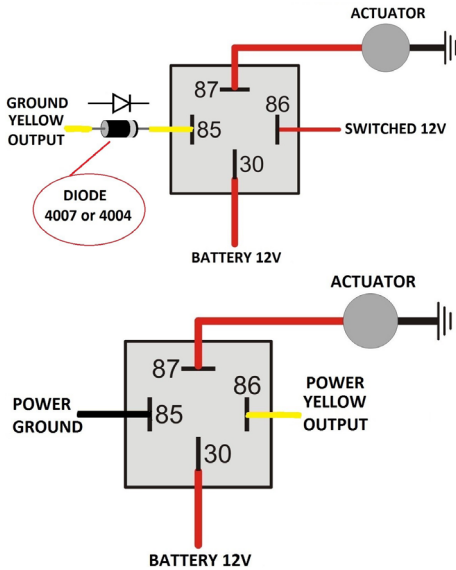 ACTUATOR
87
86
GROUND
YELLOW
OUTPUT
85
SWITCHED 12V
30
DIODE
4007 or 4004
BATTERY 12V
ACTUATOR
87
86
POWER
YELLOW
OUTPUT
POWER
GROUND
85
30
BATTERY 12V